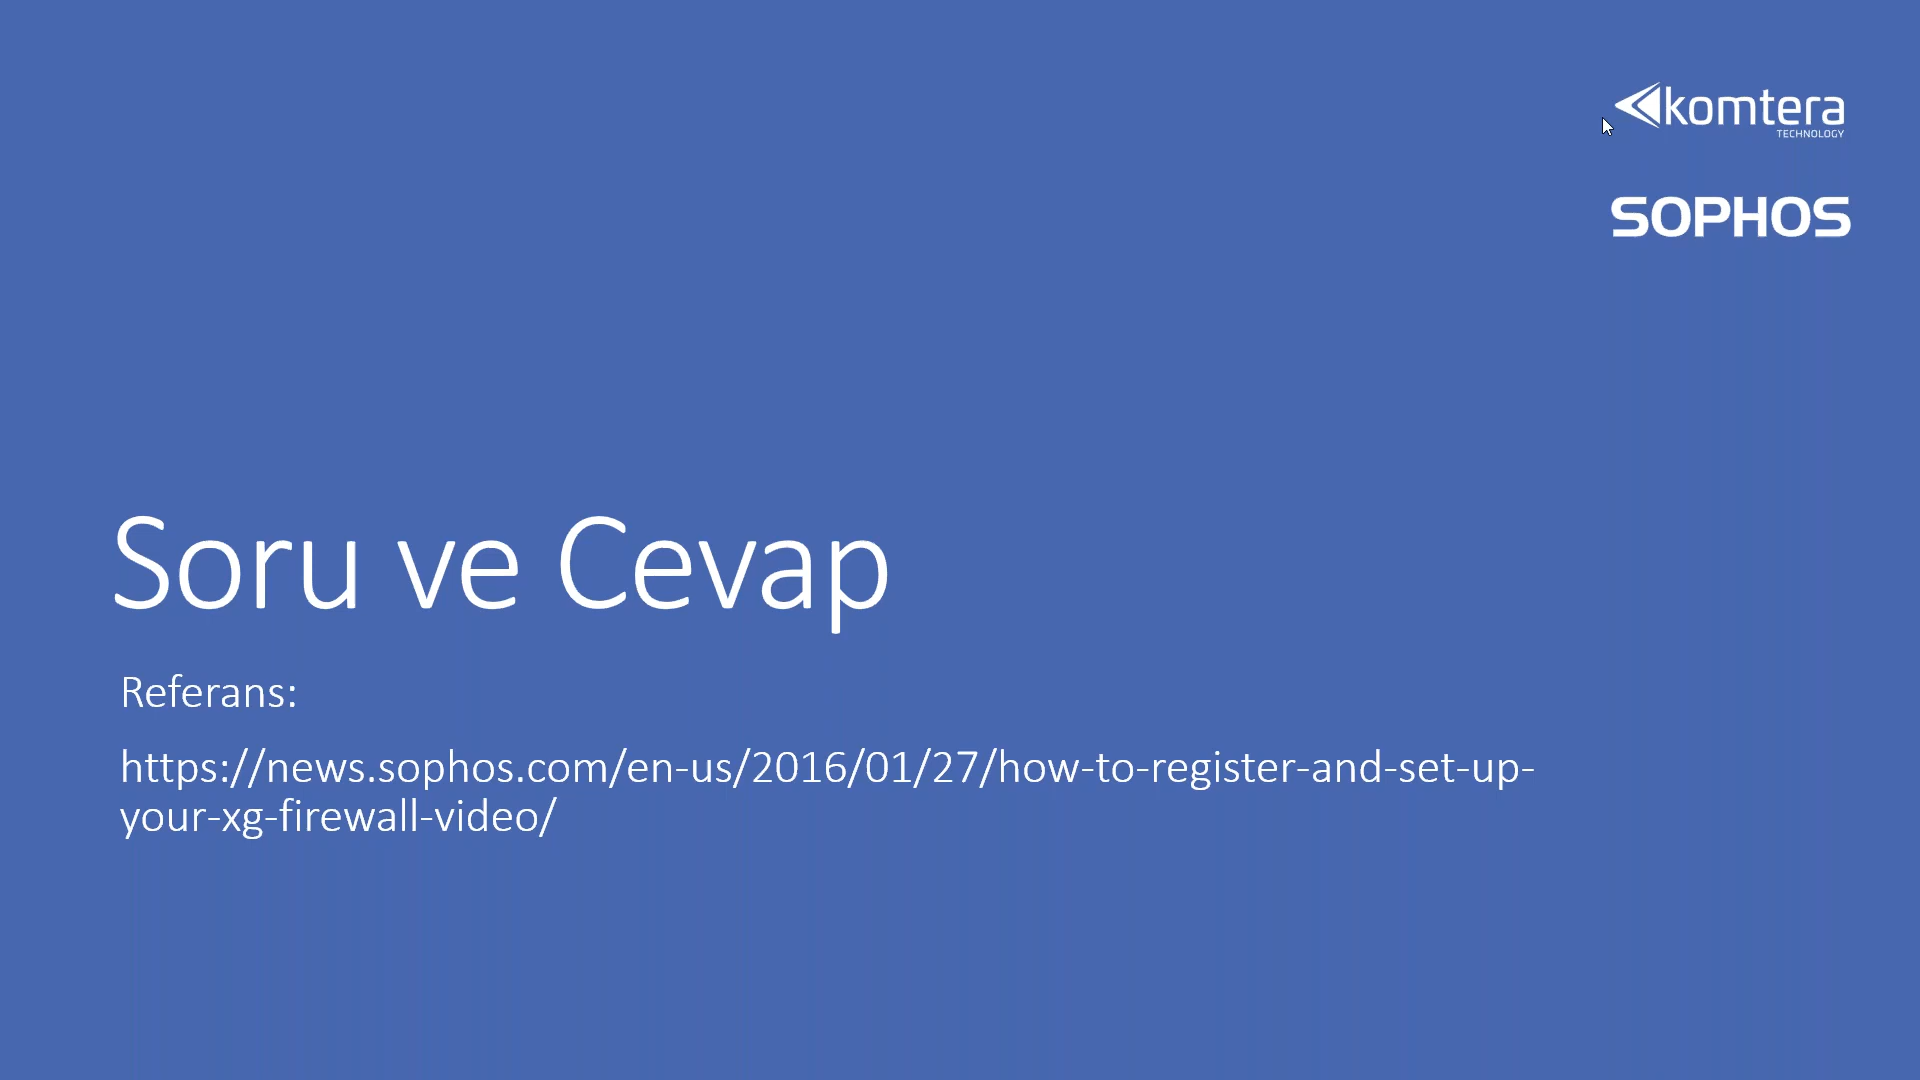 komtera
TECHNOLOGY
SOPHOS
Soru ve Cevap
Referans:
https://news.sophos.com/en-us/2016/01/27/how-to-register-and-set-up-
your-xg-firewall-video/